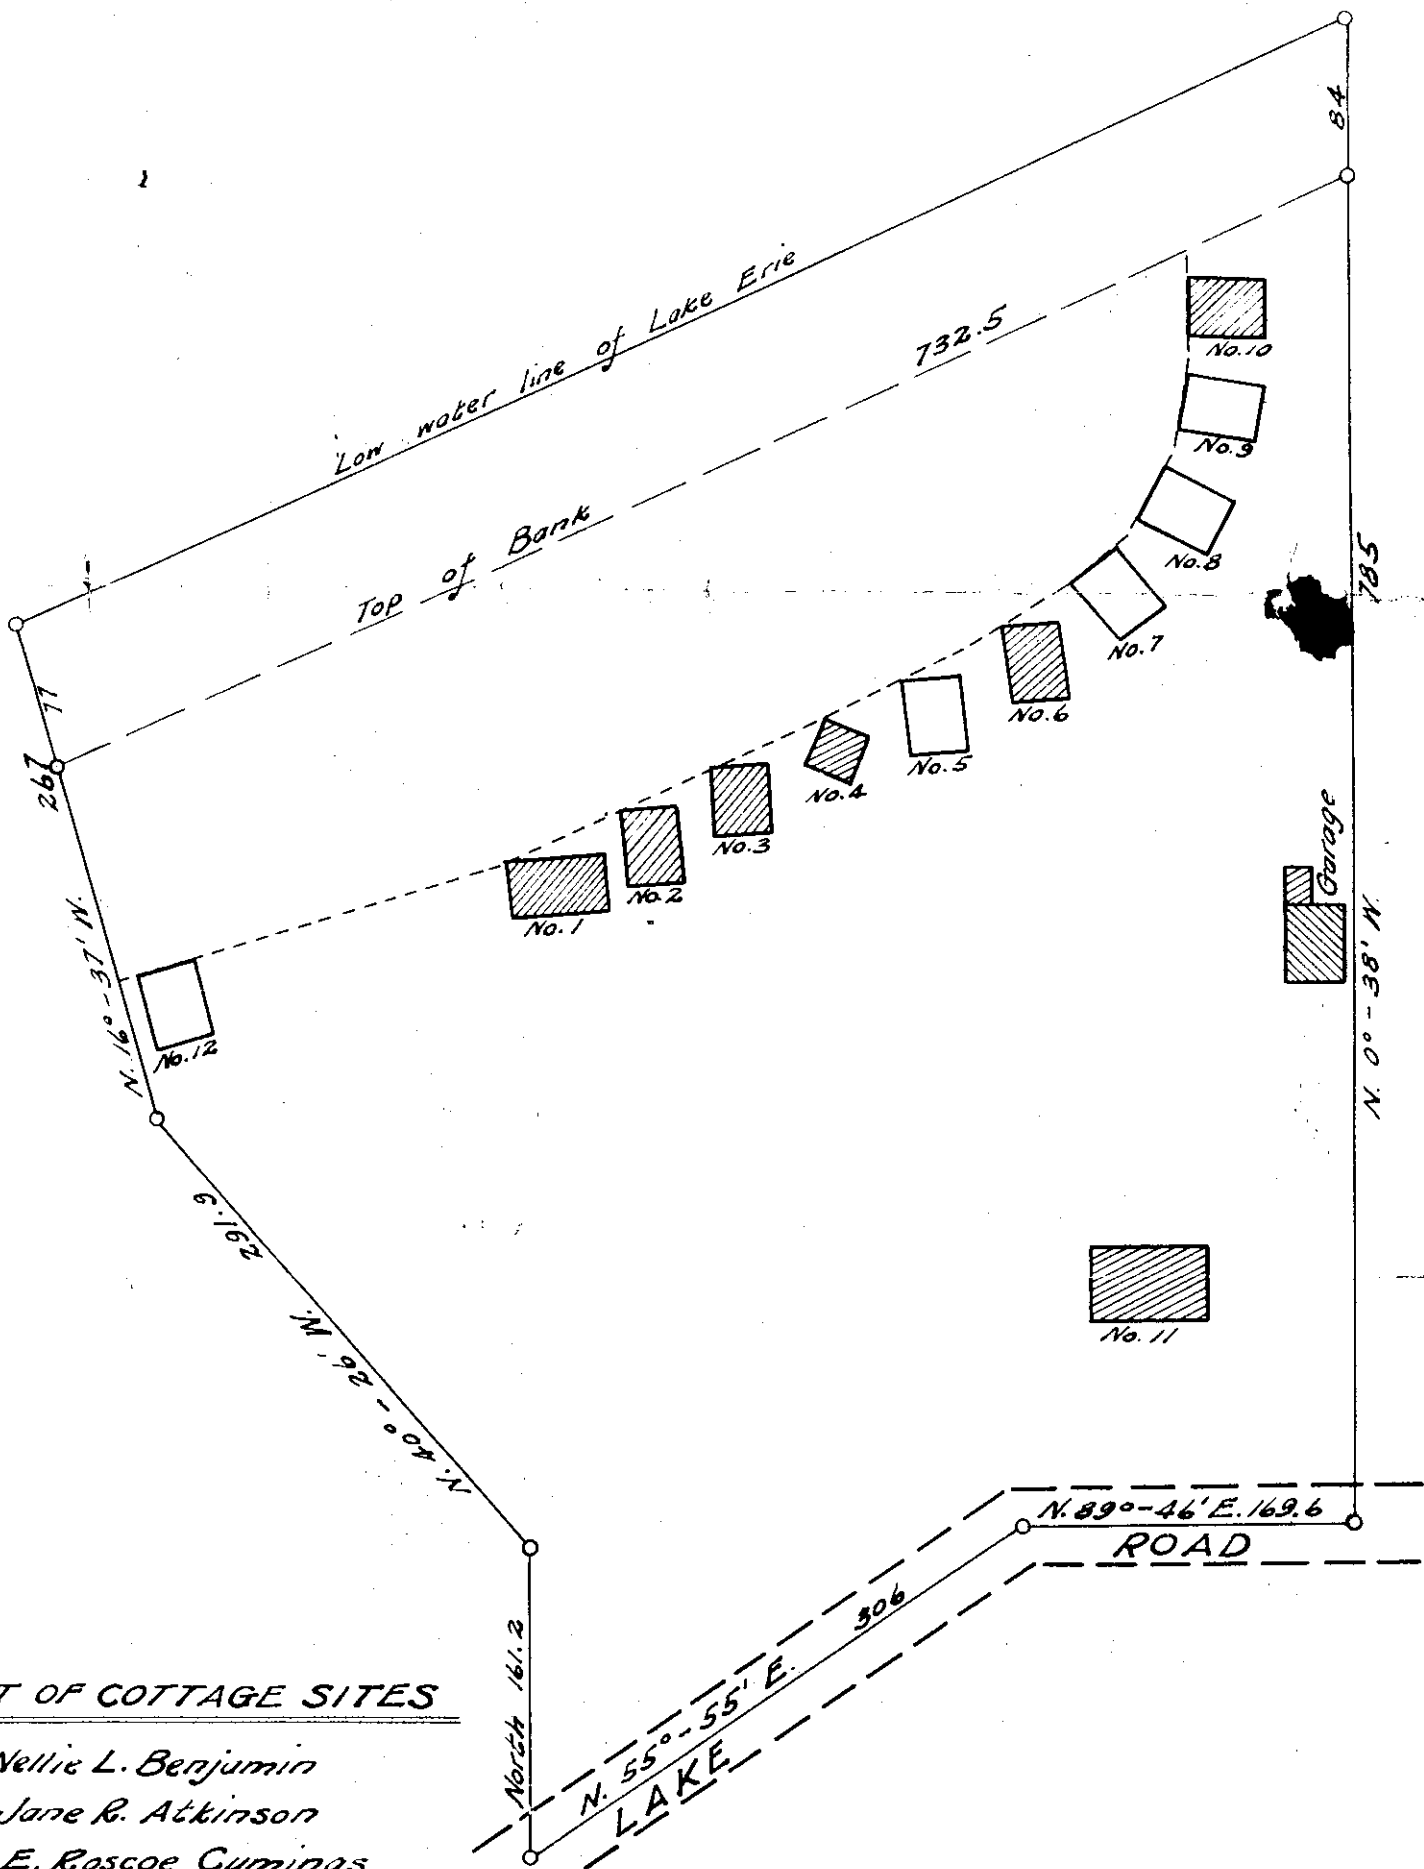 84
Low water line of Lake Erie
732.5
No.10
No.9
Top of Bank
No.8
785
No.7
77
No.6
267
No.5
No.4
No.3
Garage
No.2
No.1
N. 16°-37' W.
N. 0°-38' W.
No.12
291.9
No. 11
N. 40° - 26' W.
N. 89°-46' E. 169.6
ROAD
306
North 161.2
N. 55°-55' E.
LAKE
T OF COTTAGE SITES
Nellie L. Benjamin
Jane R. Atkinson
E. Roscoe Cumings